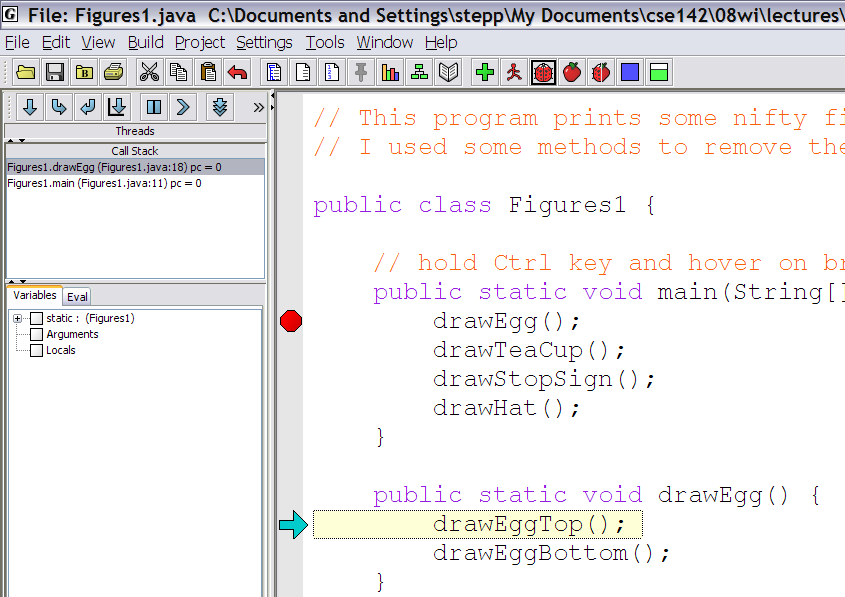 File: Figures1.java  C:\Documents and Settings\stepp\My Documents\cse142\08wi\lectures\
File Edit View Build Project Settings Tools Window Help
Threads
Call Stack
Figures1.drawEgg (Figures1.java:18) pc = 0
Figures1.main (Figures1.java:11) pc = 0
Variables Eval
static : (Figures1)
Arguments
Locals
// This program prints some nifty fi
// I used some methods to remove the
public class Figures1 {
// hold Ctrl key and hover on br
public static void main(String[]
drawEgg();
drawTeaCup();
drawStopSign();
drawHat();
}
public static void drawEgg() {
drawEggTop();
drawEggBottom();
}